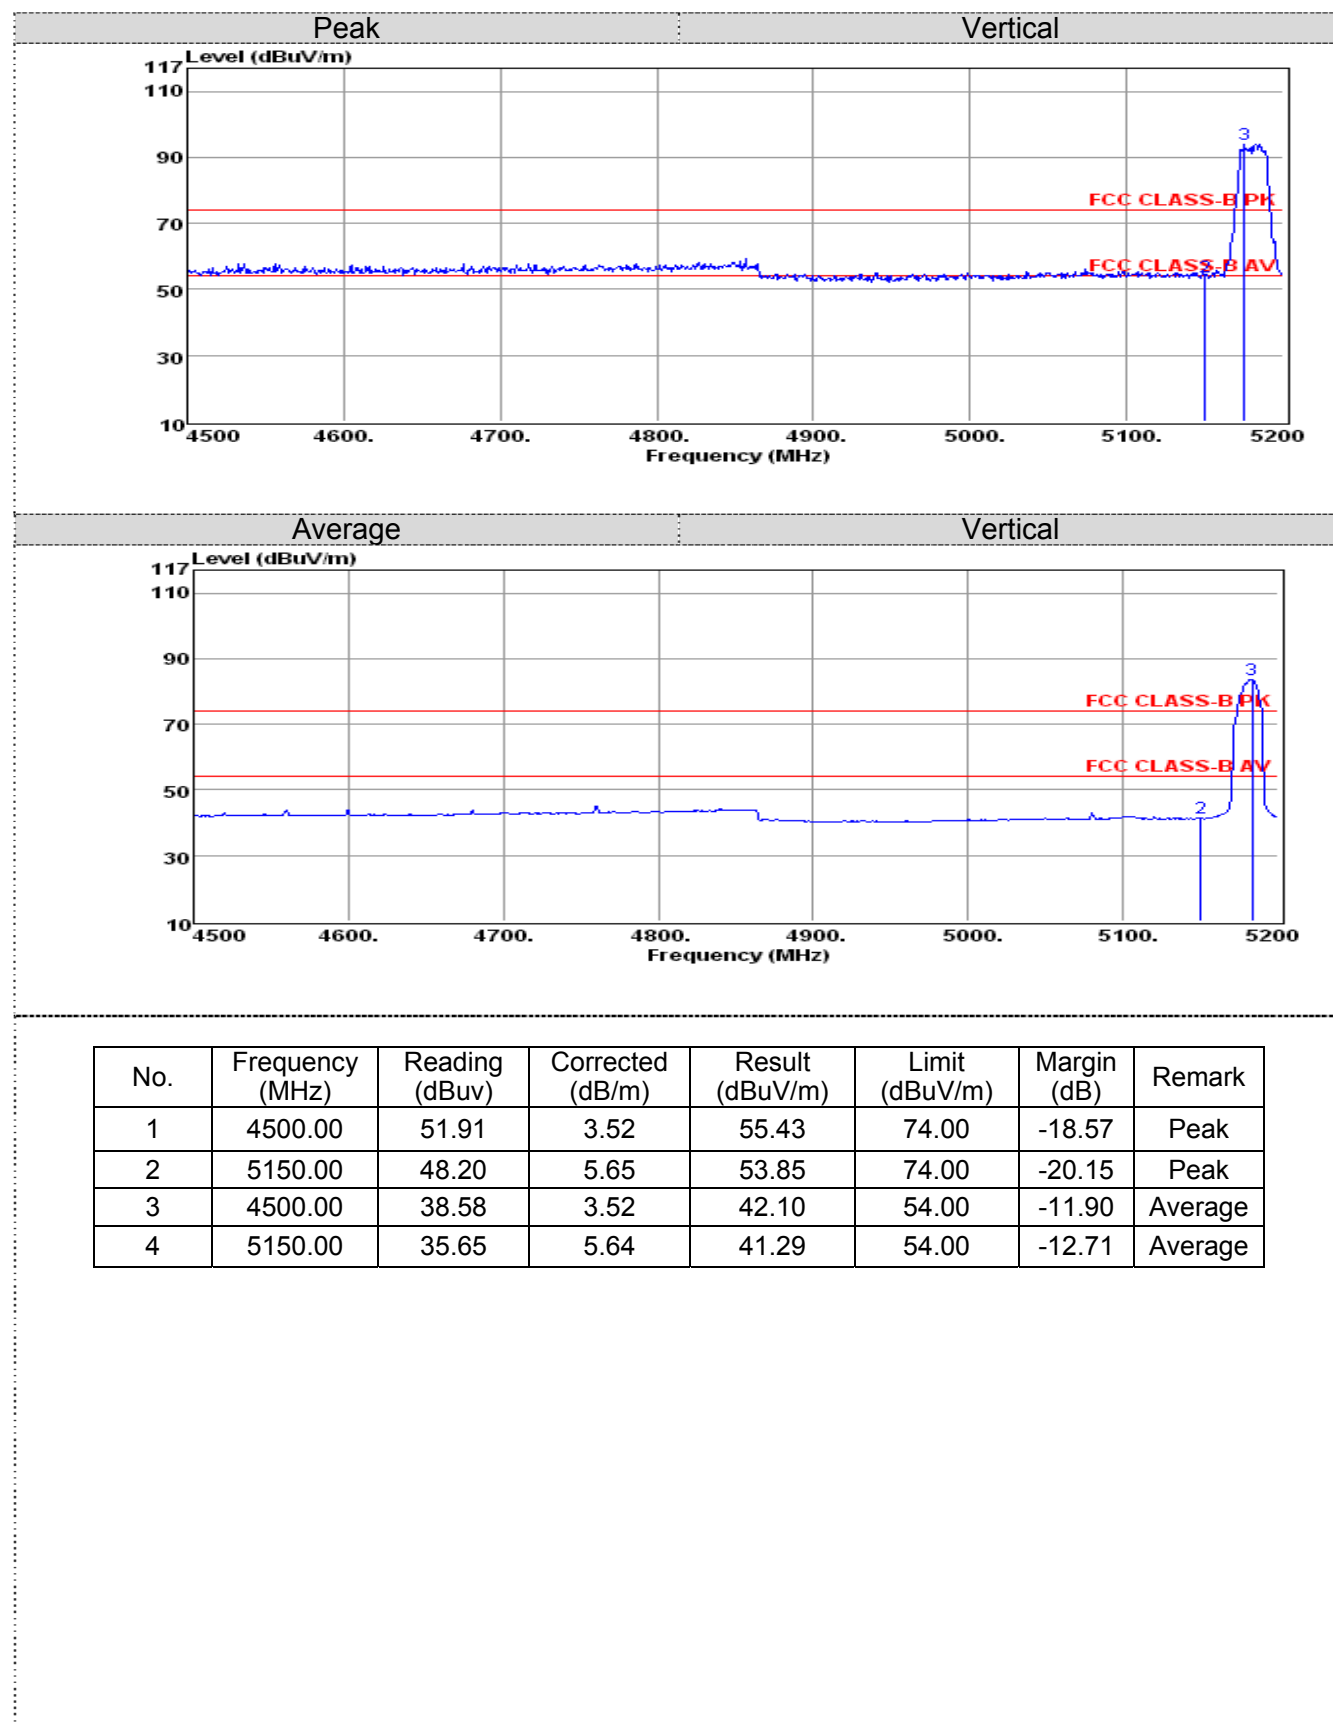 Peak Vertical
Level (dBuV/m)
117
110
90
3
FCC CLASS-B PK
70
FCC CLASS-B AV
50
30
10
4500 4600. 4700. 4800. 4900. 5000. 5100. 5200
Frequency (MHz)
Average Vertical
Level (dBuV/m)
117
110
90
3
FCC CLASS-B PK
70
FCC CLASS-B AV
50
2
30
10
4500 4600. 4700. 4800. 4900. 5000. 5100. 5200
Frequency (MHz)
No. Frequency (MHz) Reading (dBuv) Corrected (dB/m) Result (dBuV/m) Limit (dBuV/m) Margin (dB) Remark
1 4500.00 51.91 3.52 55.43 74.00 -18.57 Peak
2 5150.00 48.20 5.65 53.85 74.00 -20.15 Peak
3 4500.00 38.58 3.52 42.10 54.00 -11.90 Average
4 5150.00 35.65 5.64 41.29 54.00 -12.71 Average